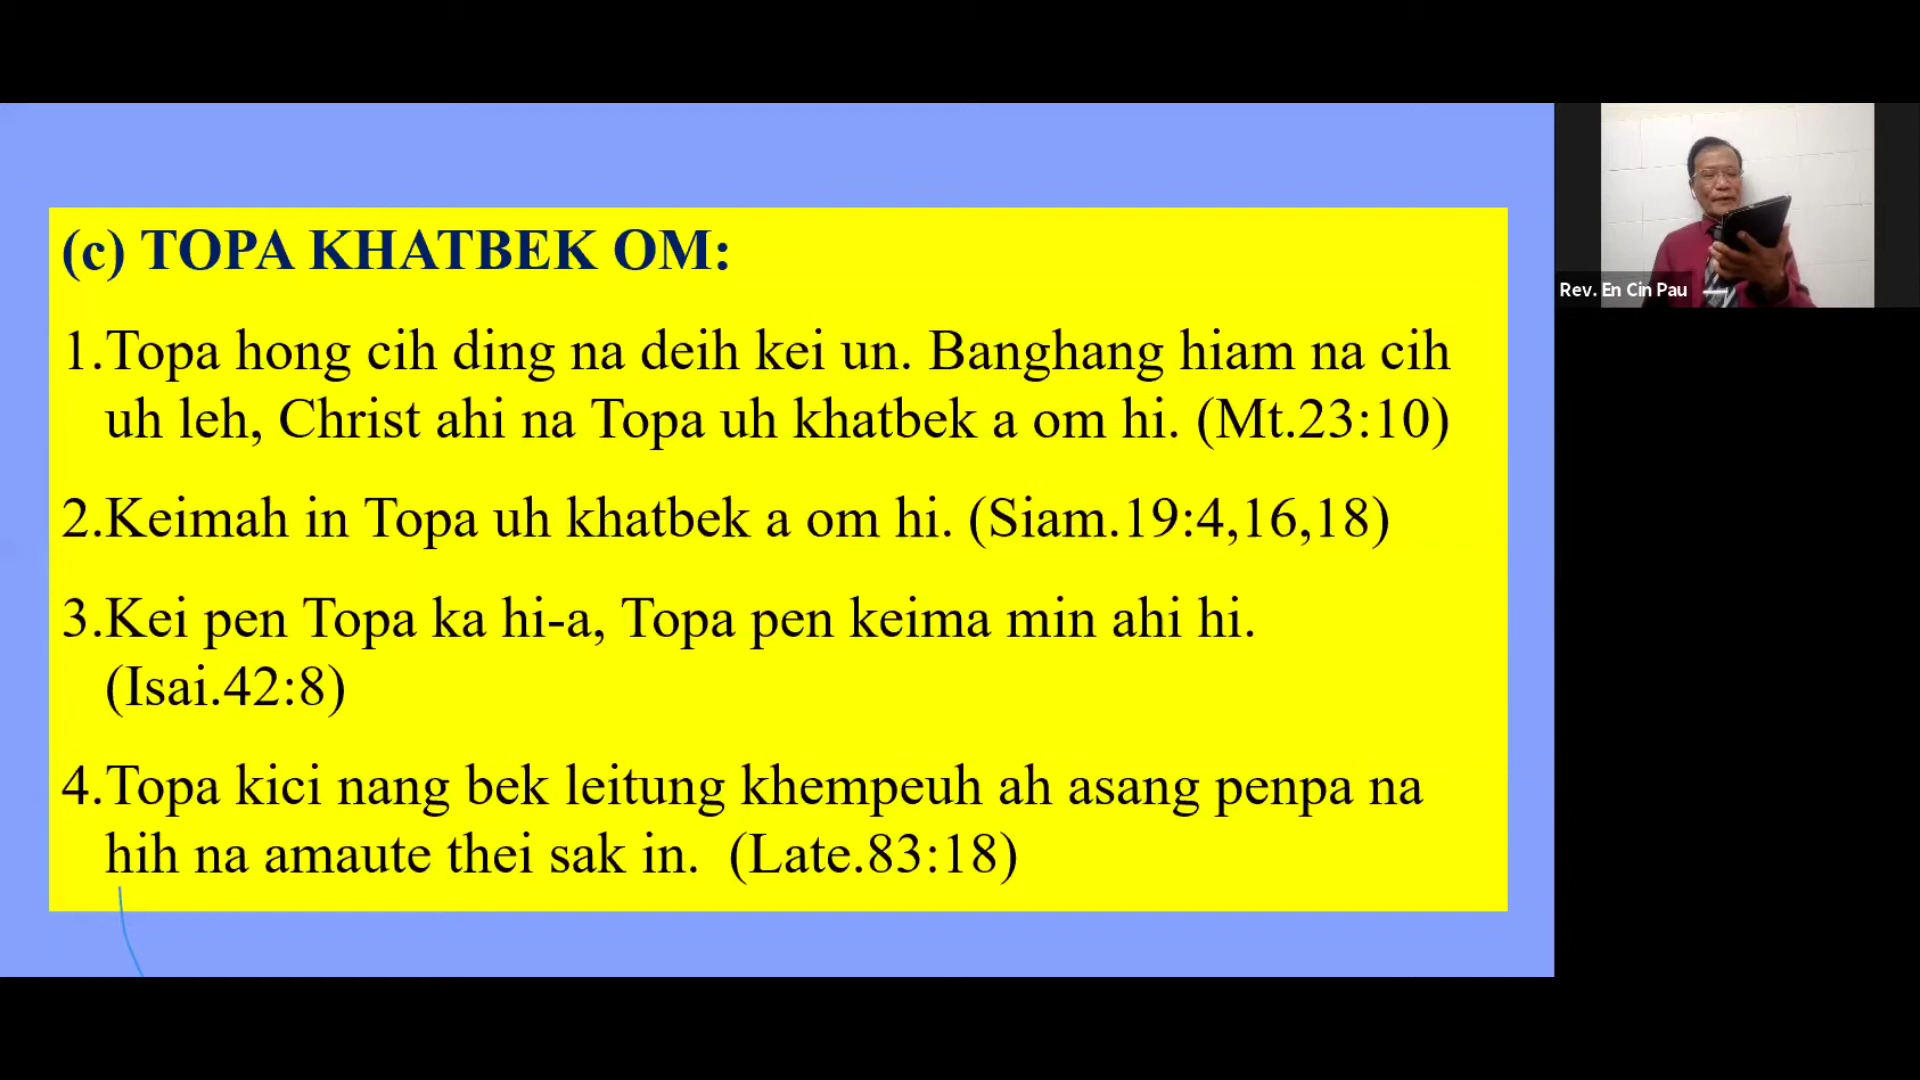 (c) TOPA KHATBEK OM:
1.Topa hong cih ding na deih kei un. Banghang hiam na cih
uh leh, Christ ahi na Topa uh khatbek a om hi. (Mt.23:10)
2.Keimah in Topa uh khatbek a om hi. (Siam.19:4,16,18)
3.Kei pen Topa ka hi-a, Topa pen keima min ahi hi.
(Isai.42:8)
4.Topa kici nang bek leitung khempeuh ah asang penpa na
hih na amaute thei sak in. (Late.83:18)
Rev. En Cin Pau